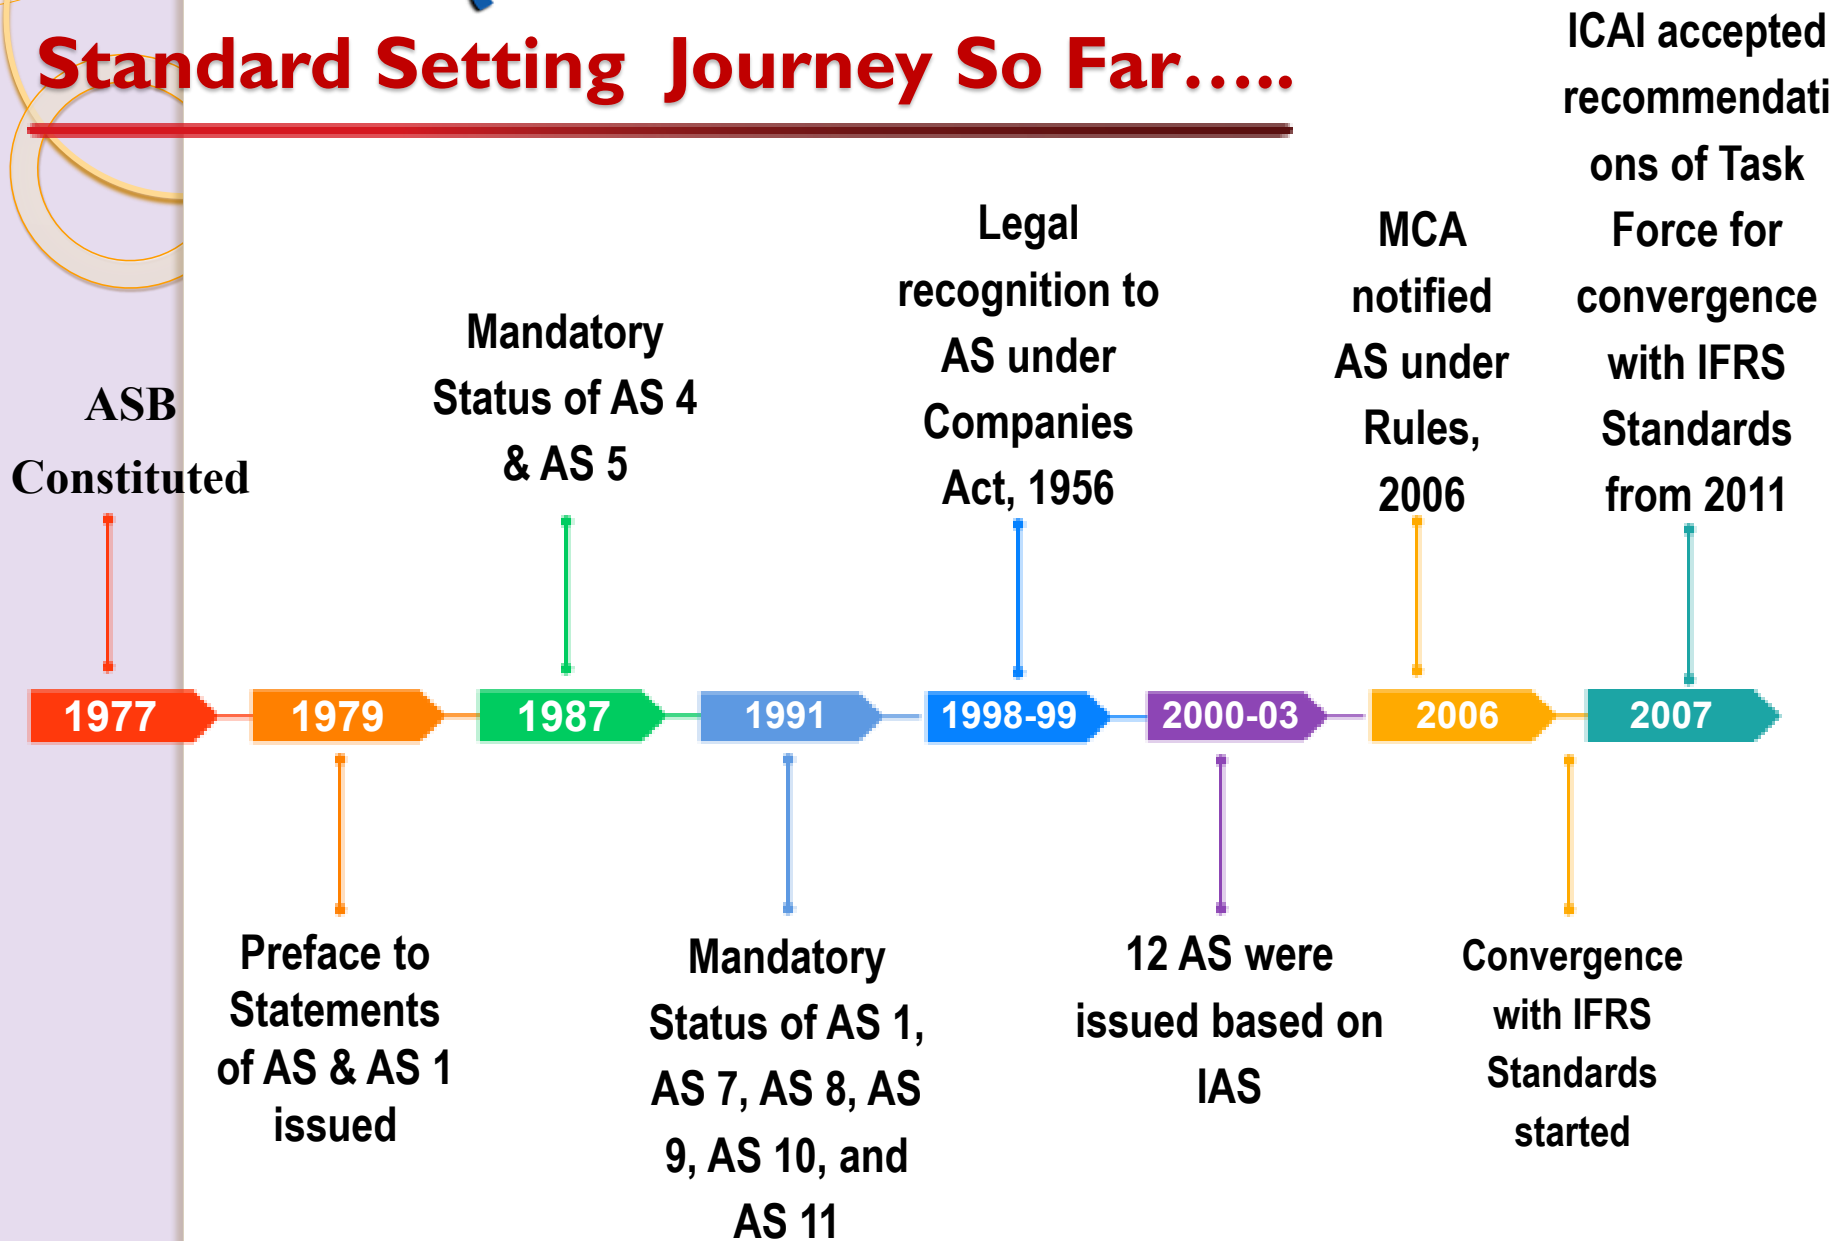 Standard Setting Journey So Far.....
ASB
Constituted
Mandatory
Status of AS 4
& AS 5
Legal
recognition to
AS under
Companies
Act, 1956
MCA
notified
AS under
Rules,
2006
ICAI accepted
recommendati
ons of Task
Force for
convergence
with IFRS
Standards
from 2011
1977
1979
1987
1991
1998-99
2000-03
2006
2007
Preface to
Statements
of AS & AS 1
issued
Mandatory
Status of AS 1,
AS 7, AS 8, AS
9, AS 10, and
AS 11
12 AS were
issued based on
IAS
Convergence
with IFRS
Standards
started